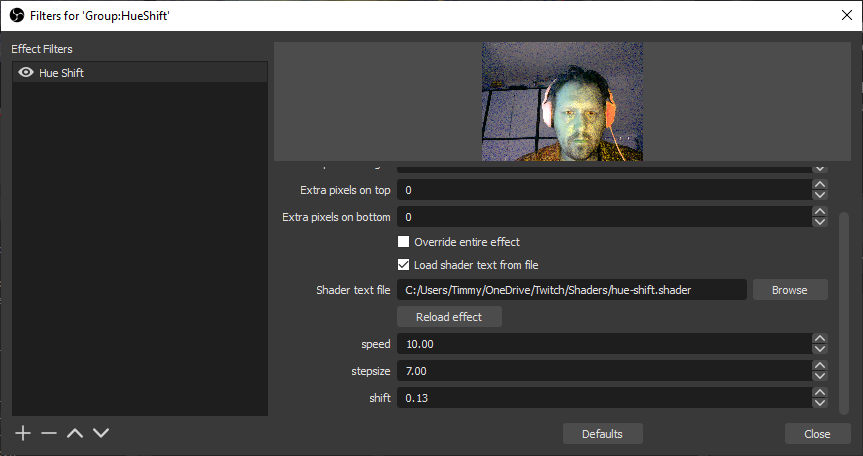 Filters for 'Group:HueShift'
Effect Filters
Hue Shift
Extra pixels on top 0
Extra pixels on bottom 0
Override entire effect
Load shader text from file
Shader text file C:/Users/Timmy/OneDrive/Twitch/Shaders/hue-shift.shader Browse
Reload effect
speed 10.00
stepsize 7.00
shift 0.13
Defaults Close